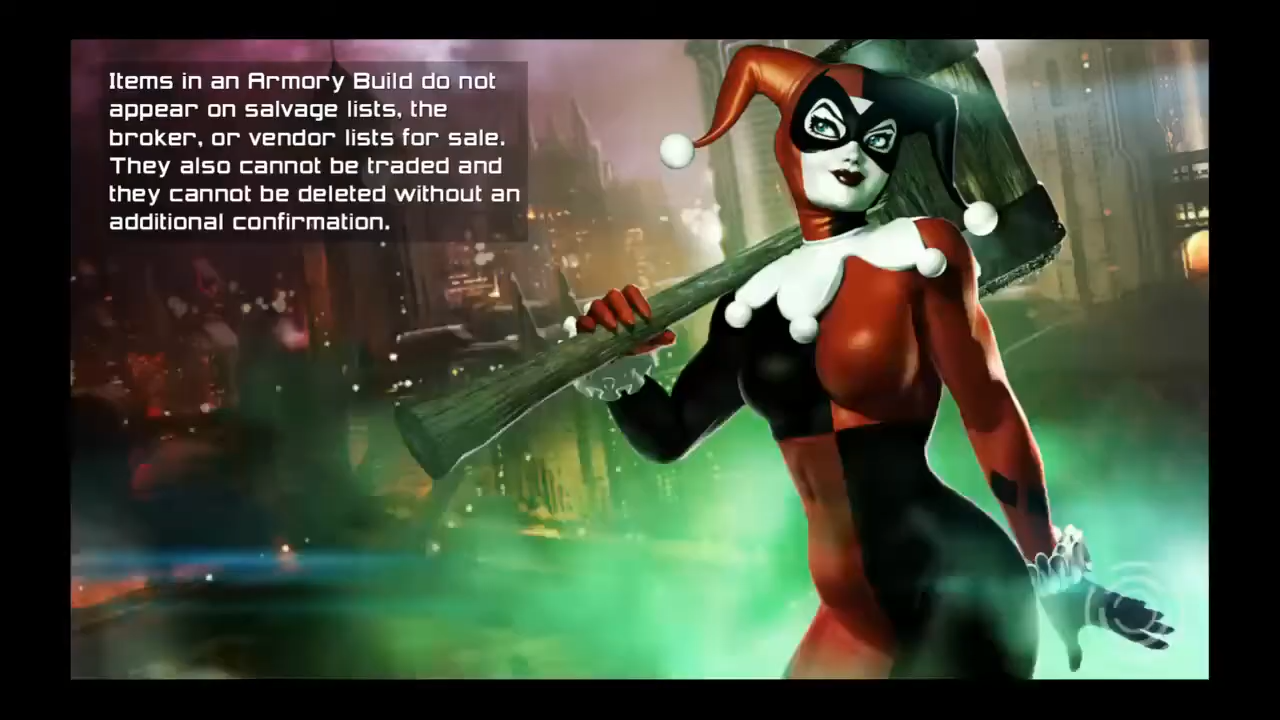 Items in an Armory Build do not
appear on salvage lists, the
broker, or vendor lists for sale.
They also cannot be traded and
they cannot be deleted without an
additional confirmation.